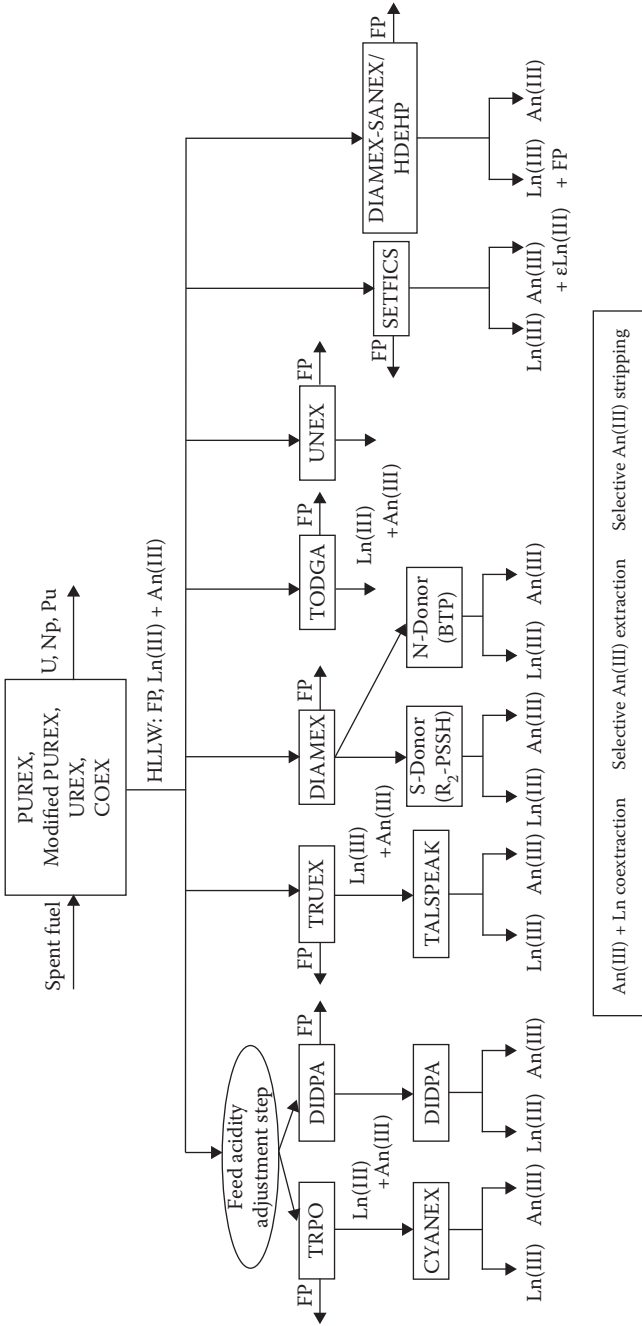 Spent fuel
PUREX,
Modified PUREX,
UREX,
COEX
U, Np, Pu
HLLW: FP, Ln(III) + An(III)
Feed acidity
adjustment step
FP
TRPO
DIDPA
FP
FP
TRUEX
DIAMEX
FP
TODGA
FP
UNEX
FP
FP
SETFICS
DIAMEX-SANEX/
HDEHP
FP
Ln(III)
+An(III)
Ln(III)
+An(III)
Ln(III)
+An(III)
CYANEX
DIDPA
TALSPEAK
S-Donor
(R₂-PSSH)
N-Donor
(BTP)
Ln(III) An(III)
Ln(III) An(III)
Ln(III) An(III)
Ln(III) An(III)
Ln(III) An(III)
Ln(III) An(III)
+ εLn(III)
Ln(III) An(III)
+ FP
An(III) + Ln coextraction Selective An(III) extraction Selective An(III) stripping